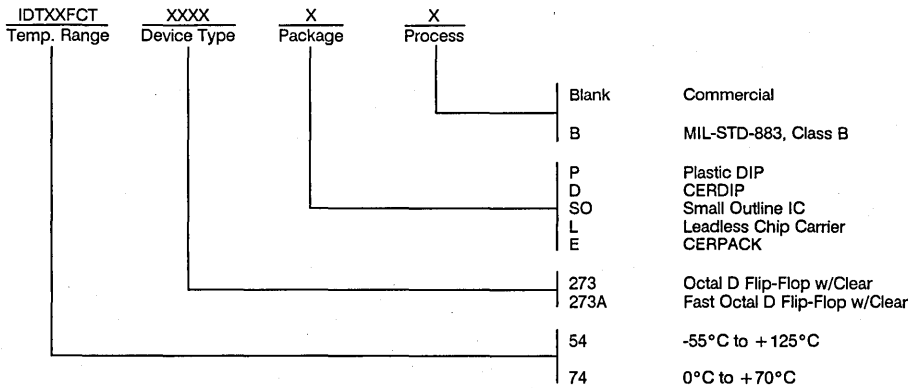 IDTXXFCT XXXX X X
Temp. Range Device Type Package Process
Blank Commercial
B MIL-STD-883, Class B
P Plastic DIP
D CERDIP
SO Small Outline IC
L Leadless Chip Carrier
E CERPACK
273 Octal D Flip-Flop w/Clear
273A Fast Octal D Flip-Flop w/Clear
54 -55°C to +125°C
74 0°C to +70°C